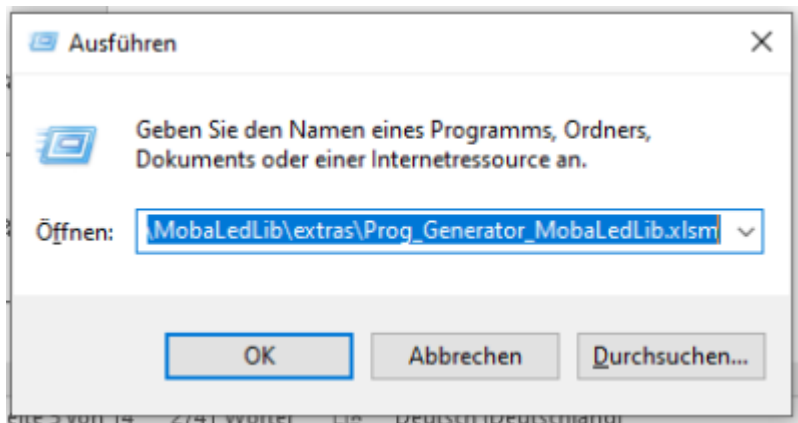 Ausführen
Geben Sie den Namen eines Programms, Ordners,
Dokuments oder einer Internetressource an.
Öffnen: \MobaLedLib\extras\Prog_Generator_MobaLedLib.xlsm
OK Abbrechen Durchsuchen...